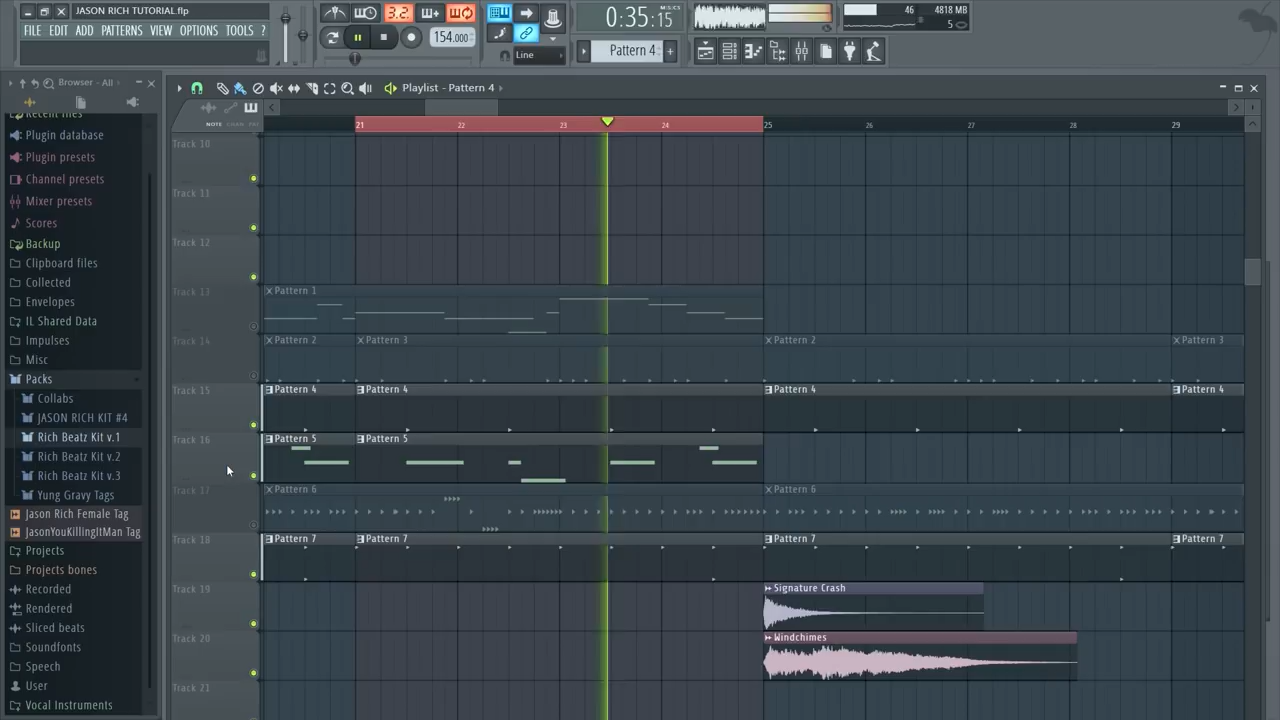 JASON RICH TUTORIAL.flp
FILE EDIT ADD PATTERNS VIEW OPTIONS TOOLS ?
3.2
154.000
0:35:15
M:S:CS
Line
Pattern 4
46
4818 MB
5
Browser - All
Recent files
Plugin database
Plugin presets
Channel presets
Mixer presets
Scores
Backup
Clipboard files
Collected
Envelopes
IL Shared Data
Impulses
Misc
Packs
Collabs
JASON RICH KIT #4
Rich Beatz Kit v.1
Rich Beatz Kit v.2
Rich Beatz Kit v.3
Yung Gravy Tags
Jason Rich Female Tag
JasonYouKillingItMan Tag
Projects
Projects bones
Recorded
Rendered
Sliced beats
Soundfonts
Speech
User
Vocal Instruments
Playlist - Pattern 4
NOTE CHAN PAT
21 22 23 24 25 26 27 28 29
Track 10
Track 11
Track 12
Track 13
Pattern 1
Track 14
Pattern 2 Pattern 3 Pattern 2 Pattern 3
Track 15
Pattern 4 Pattern 4 Pattern 4 Pattern 4
Track 16
Pattern 5 Pattern 5
Track 17
Pattern 6 Pattern 6
Track 18
Pattern 7 Pattern 7 Pattern 7 Pattern 7
Track 19
Signature Crash
Track 20
Windchimes
Track 21